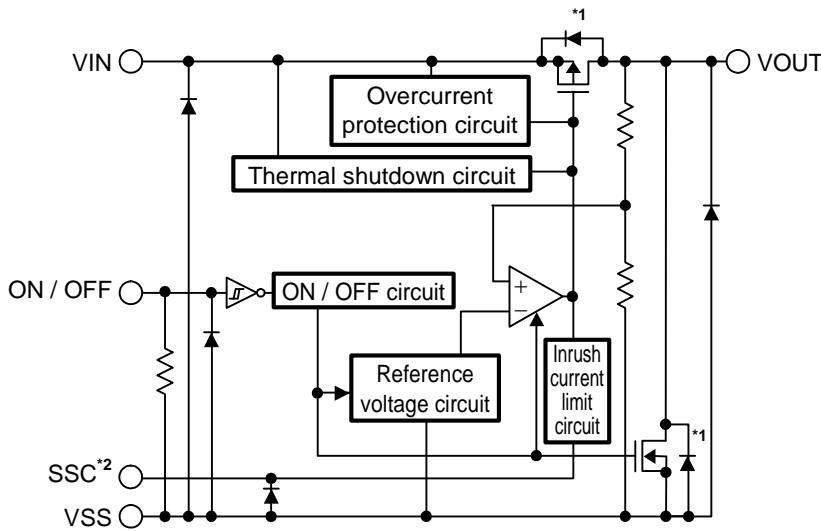 *1
VIN
VOUT
Overcurrent
protection circuit
Thermal shutdown circuit
ON / OFF
ON / OFF circuit
+
−
Reference
voltage circuit
Inrush
current
limit
circuit
*1
SSC*2
VSS